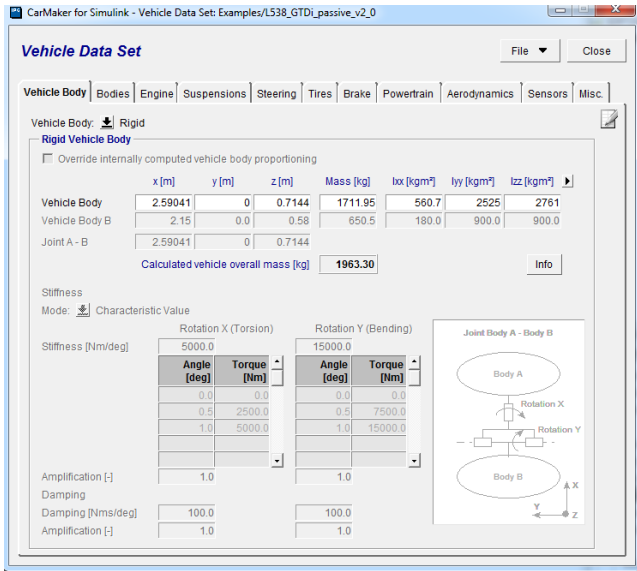 CarMaker for Simulink - Vehicle Data Set: Examples/L538_GTDi_passive_v2_0
Vehicle Data Set
File Close
Vehicle Body Bodies Engine Suspensions Steering Tires Brake Powertrain Aerodynamics Sensors Misc.
Vehicle Body: Rigid
Rigid Vehicle Body
Override internally computed vehicle body proportioning
x [m] y [m] z [m] Mass [kg] Ixx [kgm²] Iyy [kgm²] Izz [kgm²]
Vehicle Body 2.59041 0 0.7144 1711.95 560.7 2525 2761
Vehicle Body B 2.15 0.0 0.58 650.5 180.0 900.0 900.0
Joint A - B 2.59041 0 0.7144
Calculated vehicle overall mass [kg] 1963.30 Info
Stiffness
Mode: Characteristic Value
Rotation X (Torsion) Rotation Y (Bending)
Stiffness [Nm/deg] 5000.0 15000.0
Angle [deg] Torque [Nm] Angle [deg] Torque [Nm]
0.0 0.0 0.0 0.0
0.5 2500.0 0.5 7500.0
1.0 5000.0 1.0 15000.0
Amplification [-] 1.0 1.0
Damping
Damping [Nms/deg] 100.0 100.0
Amplification [-] 1.0 1.0
Joint Body A - Body B
Body A
Rotation X
Rotation Y
Body B
X
Y
Z